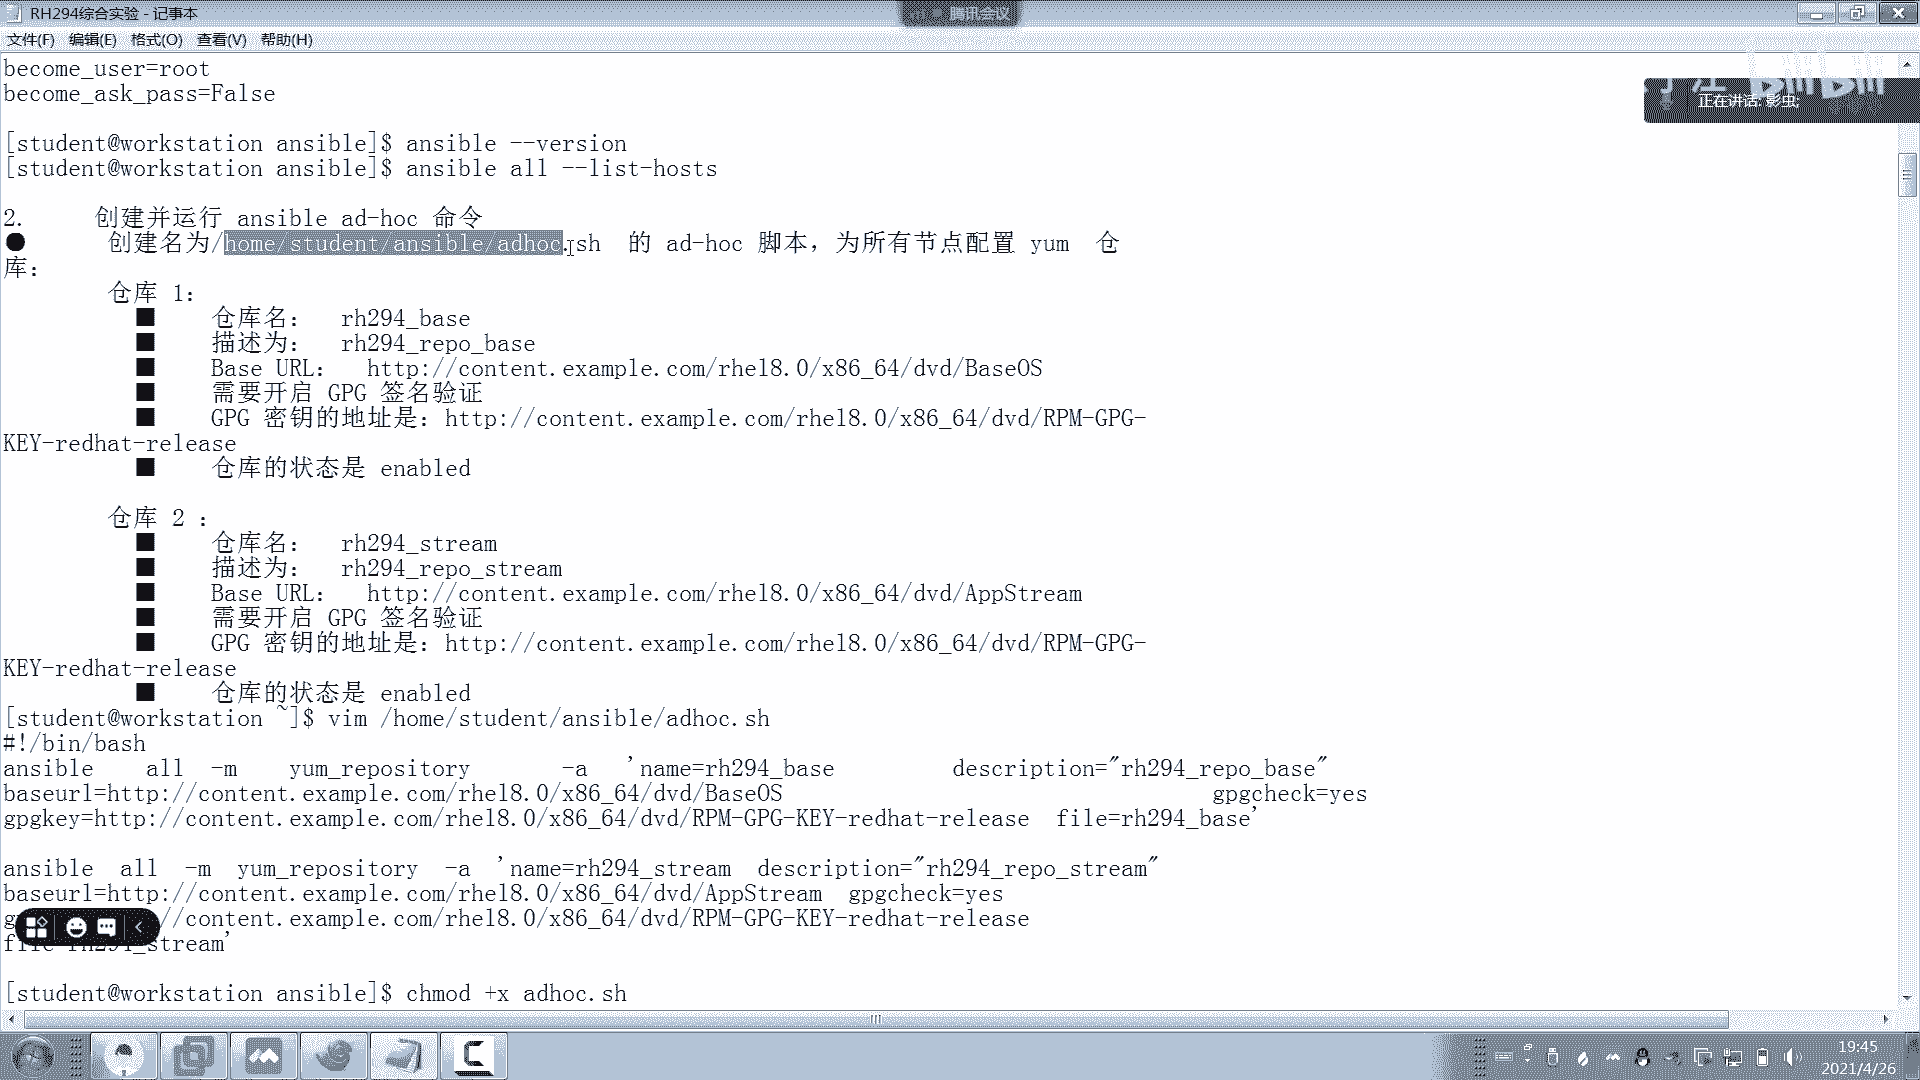 RH294综合实验 - 记事本
腾讯会议
文件(F) 编辑(E) 格式(O) 查看(V) 帮助(H)
become_user=root
become_ask_pass=False
正在讲话: 影虫;
[student@workstation ansible]$ ansible --version
[student@workstation ansible]$ ansible all --list-hosts
2. 创建并运行 ansible ad-hoc 命令
● 创建名为/home/student/ansible/adhoc.sh 的 ad-hoc 脚本，为所有节点配置 yum 仓
库：
仓库 1：
■ 仓库名： rh294_base
■ 描述为： rh294_repo_base
■ Base URL： http://content.example.com/rhel8.0/x86_64/dvd/BaseOS
■ 需要开启 GPG 签名验证
■ GPG 密钥的地址是：http://content.example.com/rhel8.0/x86_64/dvd/RPM-GPG-
KEY-redhat-release
■ 仓库的状态是 enabled
仓库 2 ：
■ 仓库名： rh294_stream
■ 描述为： rh294_repo_stream
■ Base URL： http://content.example.com/rhel8.0/x86_64/dvd/AppStream
■ 需要开启 GPG 签名验证
■ GPG 密钥的地址是：http://content.example.com/rhel8.0/x86_64/dvd/RPM-GPG-
KEY-redhat-release
■ 仓库的状态是 enabled
[student@workstation ~]$ vim /home/student/ansible/adhoc.sh
#!/bin/bash
ansible all -m yum_repository -a 'name=rh294_base description="rh294_repo_base"
baseurl=http://content.example.com/rhel8.0/x86_64/dvd/BaseOS gpgcheck=yes
gpgkey=http://content.example.com/rhel8.0/x86_64/dvd/RPM-GPG-KEY-redhat-release file=rh294_base'
ansible all -m yum_repository -a 'name=rh294_stream description="rh294_repo_stream"
baseurl=http://content.example.com/rhel8.0/x86_64/dvd/AppStream gpgcheck=yes
//content.example.com/rhel8.0/x86_64/dvd/RPM-GPG-KEY-redhat-release
file=rh294_stream'
[student@workstation ansible]$ chmod +x adhoc.sh
19:45
2021/4/26